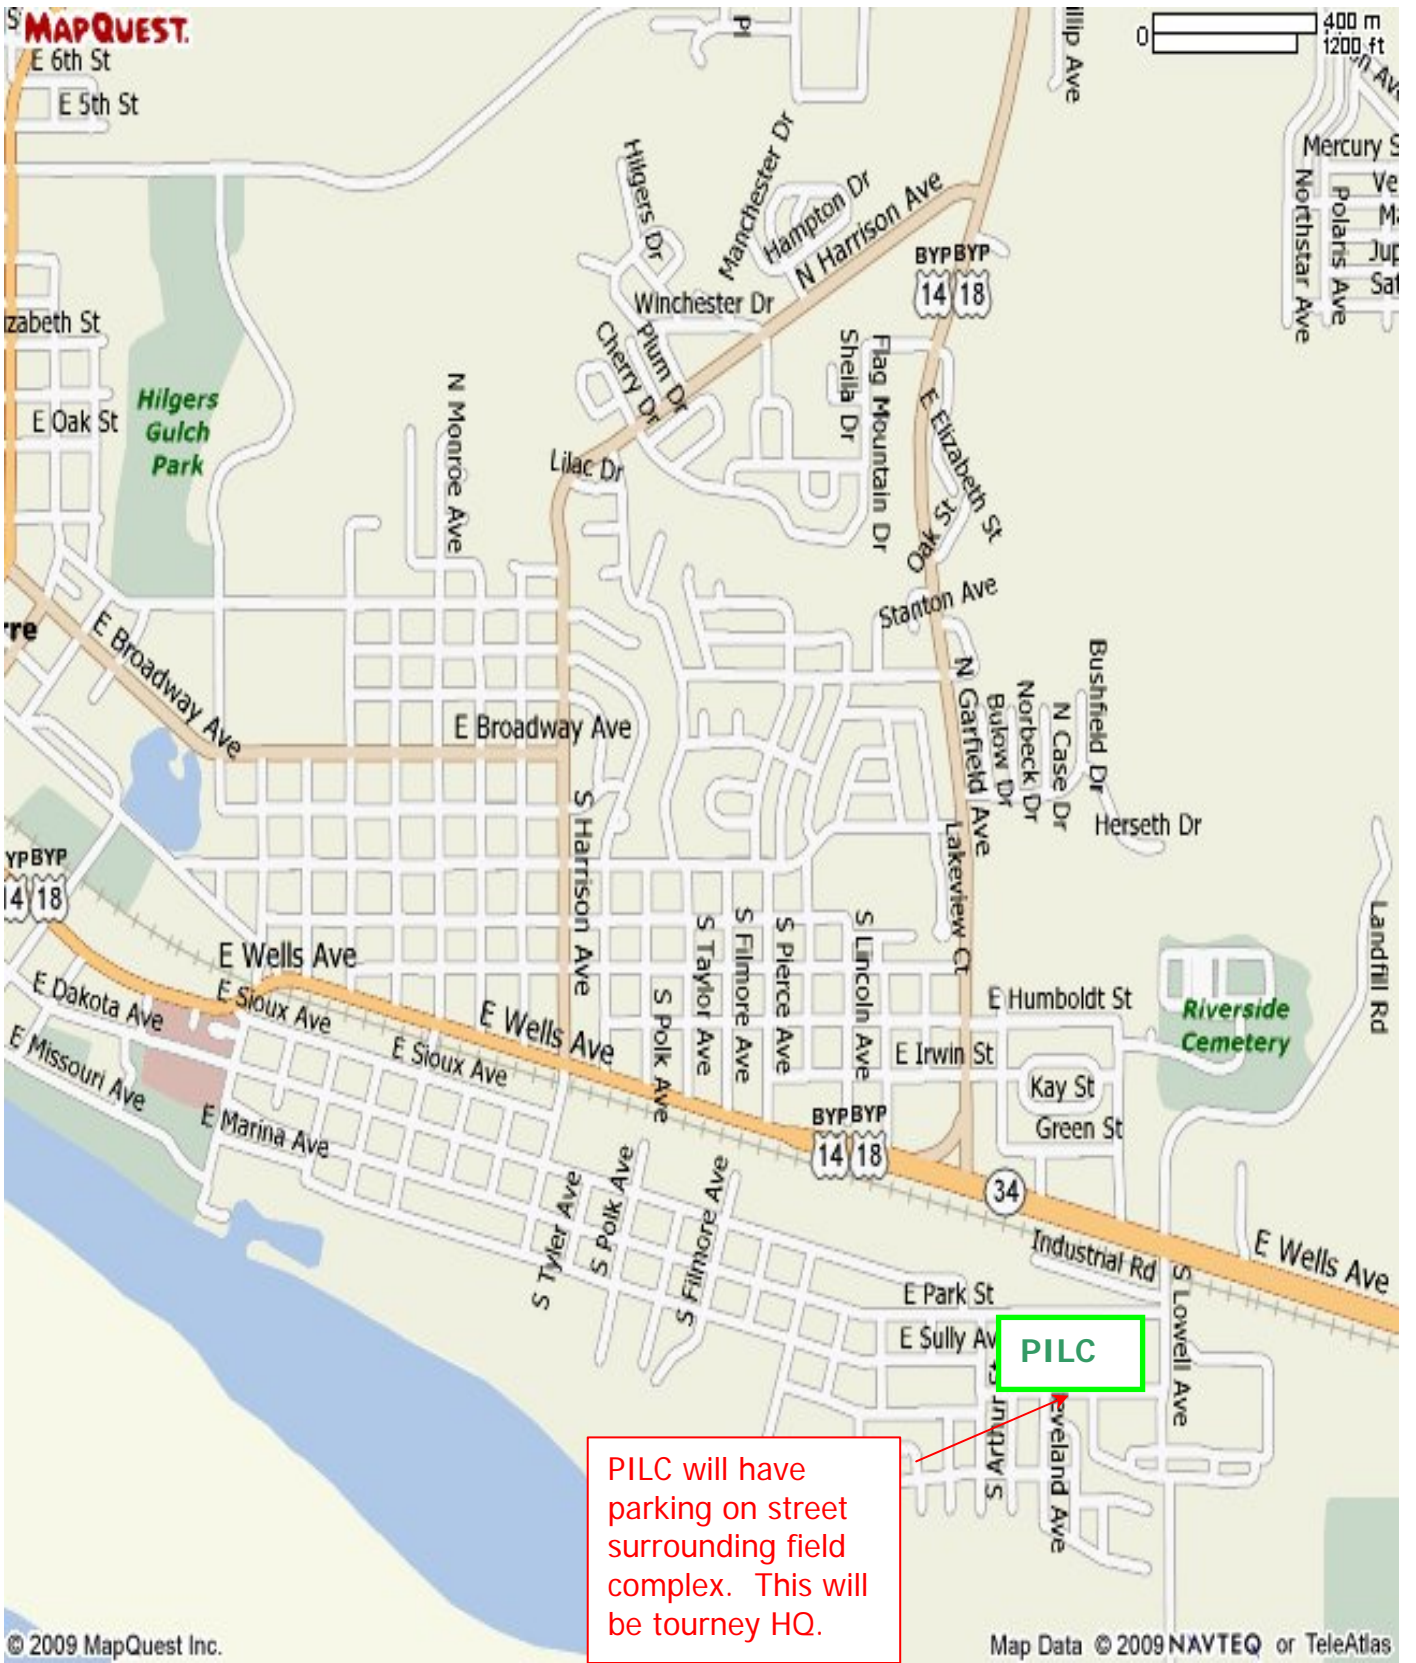 MAPQUEST.
0
400 m
1200 ft
E 6th St
E 5th St
Pl
Mercury S
Northstar Ave
Polaris Ave
Hilgers Dr
Manchester Dr
Hampton Dr
N Harrison Ave
BYP BYP
14 18
Winchester Dr
Cherry Dr
Plum Dr
Sheila Dr
Flag Mountain Dr
E Elizabeth St
Hilgers
Gulch
Park
E Oak St
N Monroe Ave
Lilac Dr
Oak St
Stanton Ave
E Broadway Ave
E Broadway Ave
N Garfield Ave
Bulow Dr
Norbeck Dr
N Case Dr
Bushfield Dr
Herseth Dr
S Harrison Ave
Lakeview Ct
YP BYP
14 18
Landfill Rd
E Wells Ave
E Sioux Ave
E Dakota Ave
E Missouri Ave
E Marina Ave
E Sioux Ave
E Wells Ave
S Polk Ave
S Taylor Ave
S Filmore Ave
S Pierce Ave
S Lincoln Ave
E Humboldt St
E Irwin St
Kay St
Green St
Riverside
Cemetery
BYP BYP
14 18
34
S Tyler Ave
S Polk Ave
S Filmore Ave
Industrial Rd
E Wells Ave
E Park St
E Sully Av
S Lowell Ave
PILC
S Arthur
eveland Ave
PILC will have
parking on street
surrounding field
complex. This will
be tourney HQ.
© 2009 MapQuest Inc.
Map Data © 2009 NAVTEQ or TeleAtlas